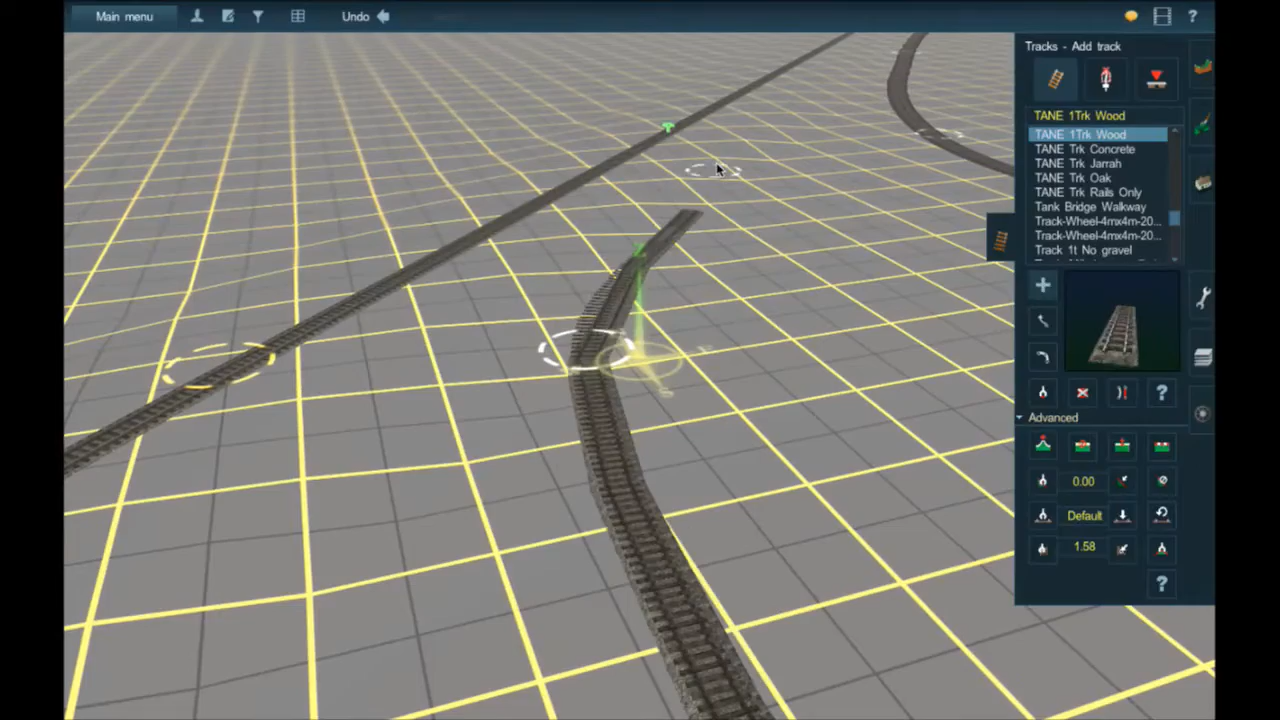 Main menu
Undo
?
Tracks - Add track
TANE 1Trk Wood
TANE 1Trk Wood
TANE Trk Concrete
TANE Trk Jarrah
TANE Trk Oak
TANE Trk Rails Only
Tank Bridge Walkway
Track-Wheel-4mx4m-20...
Track-Wheel-4mx4m-20...
Track 1t No gravel
?
Advanced
0.00
Default
1.58
?